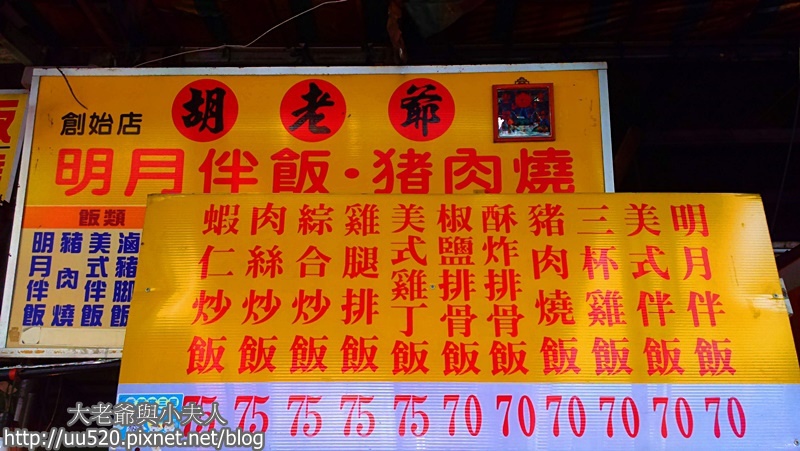 創始店 胡老爺
明月伴飯·猪肉燒
飯類
滷豬腳飯
美式伴飯
豬肉燒
明月伴飯
明月伴飯 70
美式伴飯 70
三杯雞飯 70
豬肉燒飯 70
酥炸排骨飯 70
椒鹽排骨飯 70
美式雞丁飯 75
雞腿排飯 75
綜合炒飯 75
肉絲炒飯 75
蝦仁炒飯 75
大老爺與小夫人
http://uu520.pixnet.net/blog